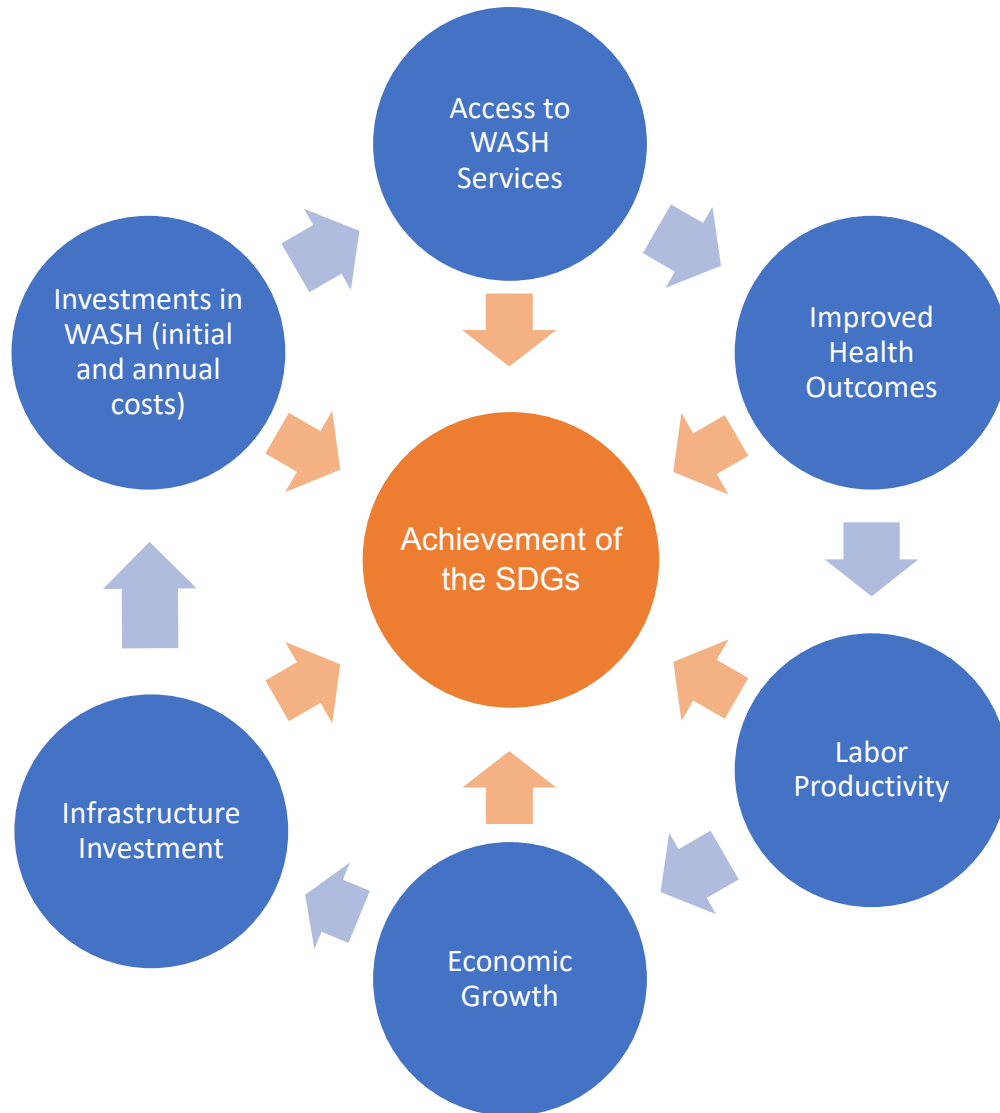 Access to
WASH
Services
Improved
Health
Outcomes
Labor
Productivity
Economic
Growth
Infrastructure
Investment
Investments in
WASH (initial
and annual
costs)
Achievement of
the SDGs